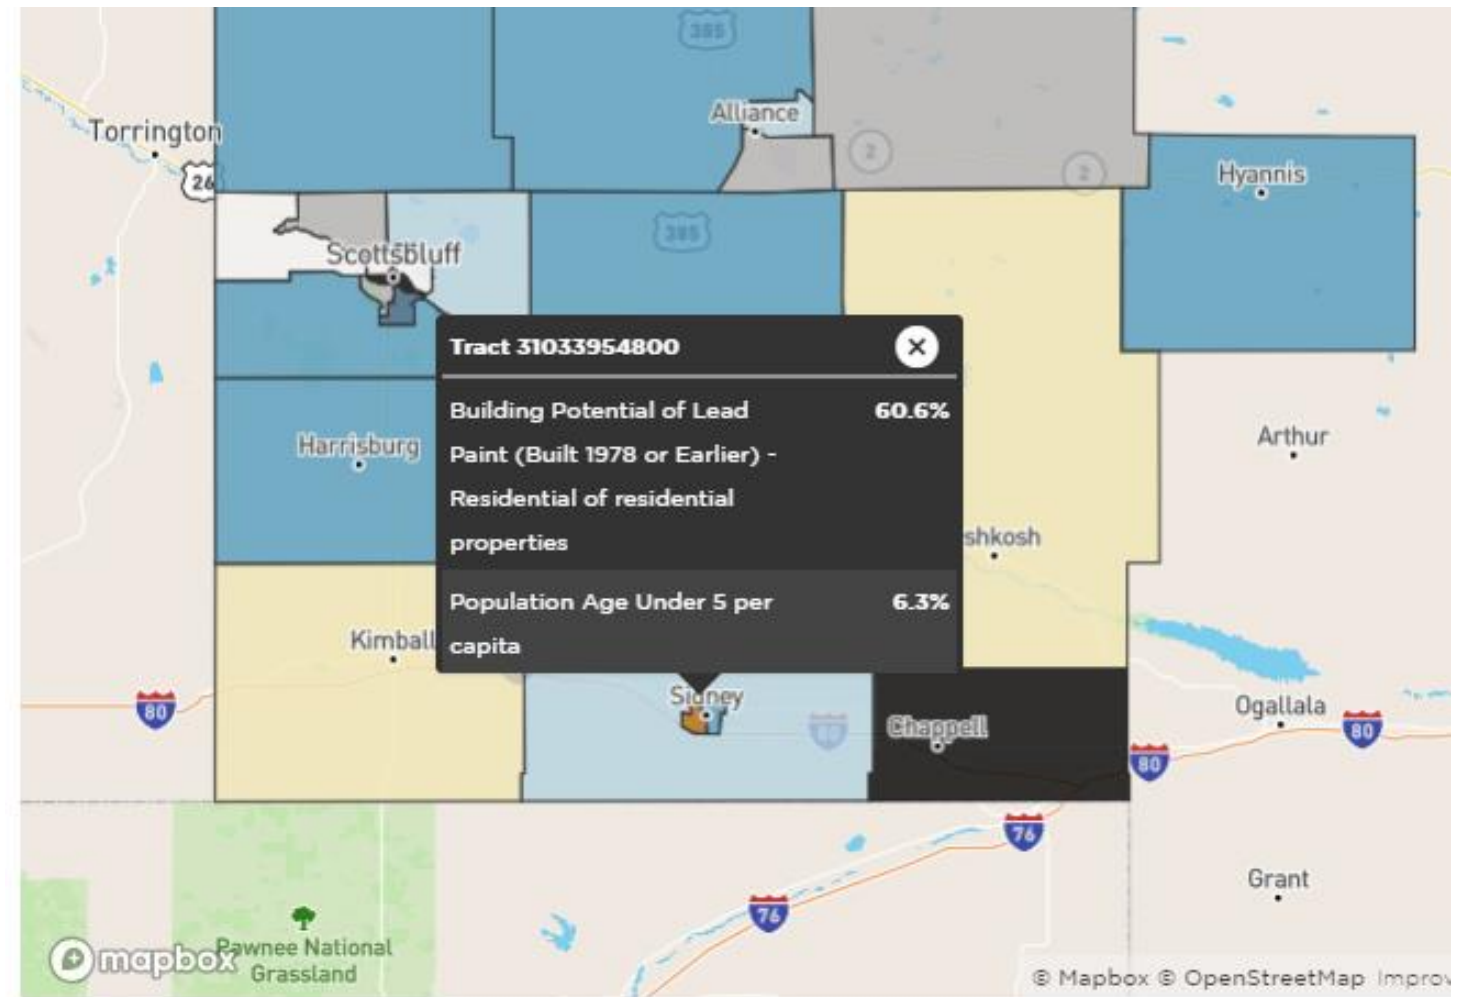 385
Alliance
Torrington
2
2
Hyannis
26
385
Scottsbluff
Tract 31033954800
Building Potential of Lead 60.6%
Paint (Built 1978 or Earlier) -
Residential of residential
properties
Arthur
Harrisburg
shkosh
Population Age Under 5 per 6.3%
capita
Kimball
Sidney
80
Chappell
80
Ogallala
80
80
76
Grant
76
Pawnee National
Grassland
mapbox
© Mapbox © OpenStreetMap Improv